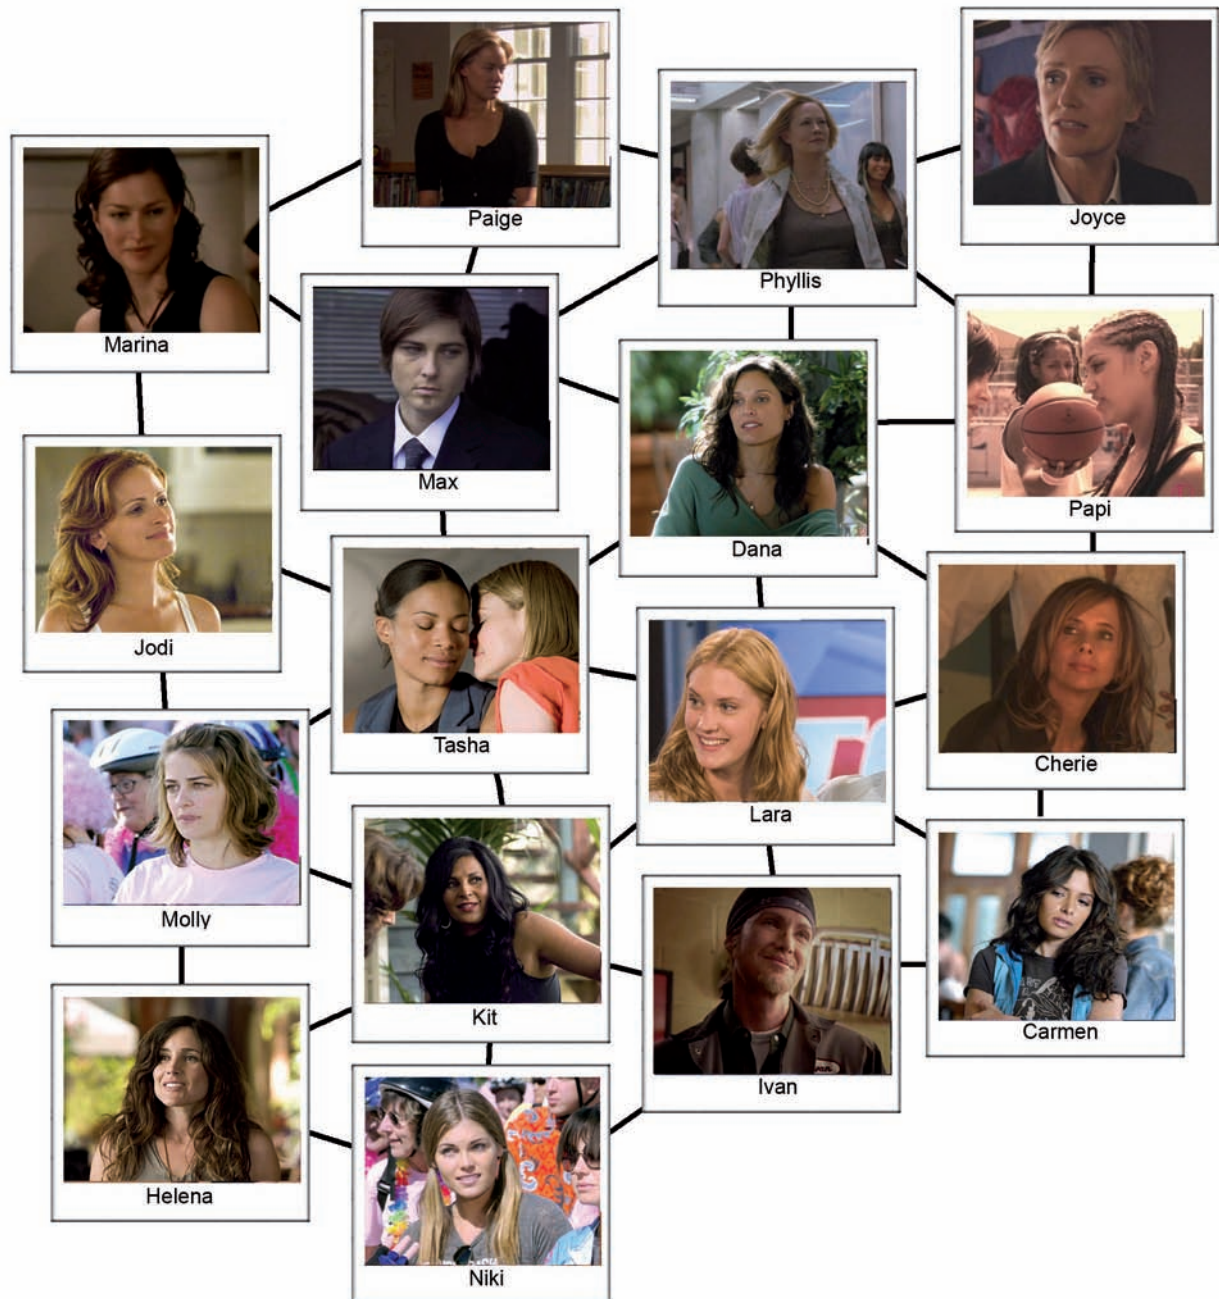 Paige
Joyce
Phyllis
Marina
Max
Papi
Dana
Jodi
Tasha
Cherie
Lara
Molly
Kit
Carmen
Ivan
Helena
Niki